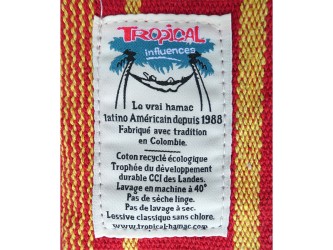 TROPICAL
influences
Le vrai hamac
latino Américain depuis 1988
Fabriqué avec tradition
en Colombie.
Coton recyclé écologique
Trophée du développement
durable CCI des Landes.
Lavage en machine à 40°
Pas de sèche linge.
Pas de lavage à sec.
Lessive classique sans chlore.
www.tropical-hamac.com